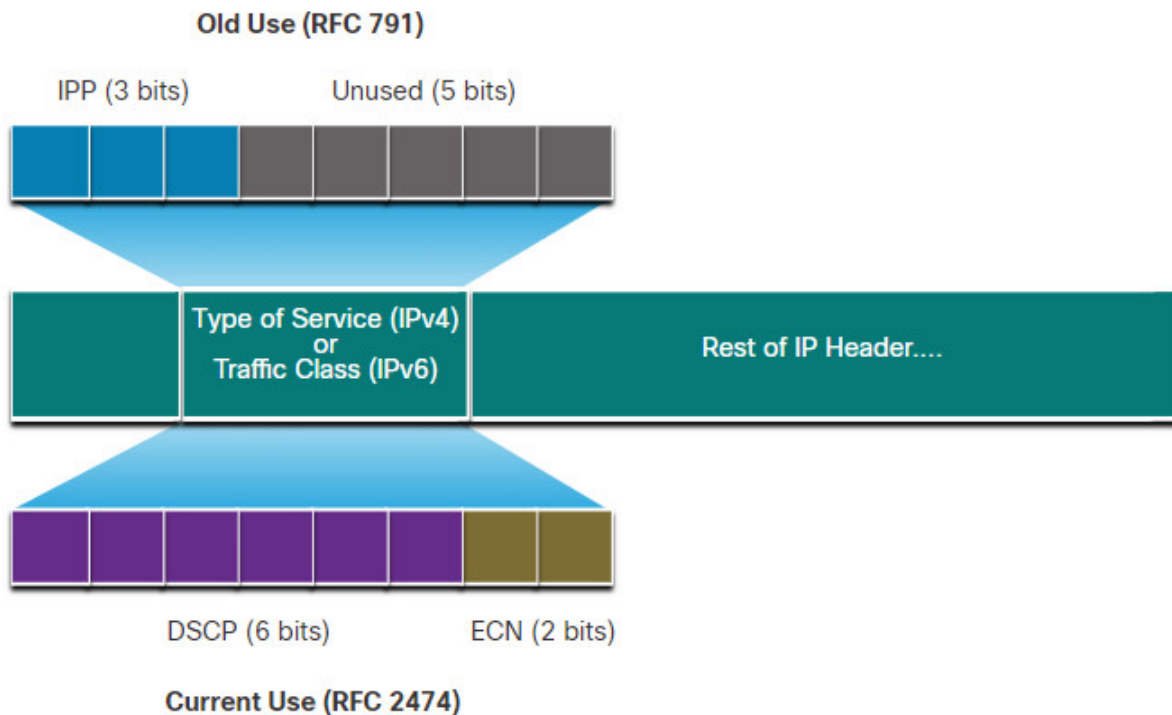 Old Use (RFC 791)
IPP (3 bits)
Unused (5 bits)
Type of Service (IPv4)
or
Traffic Class (IPv6)
Rest of IP Header....
DSCP (6 bits)
ECN (2 bits)
Current Use (RFC 2474)